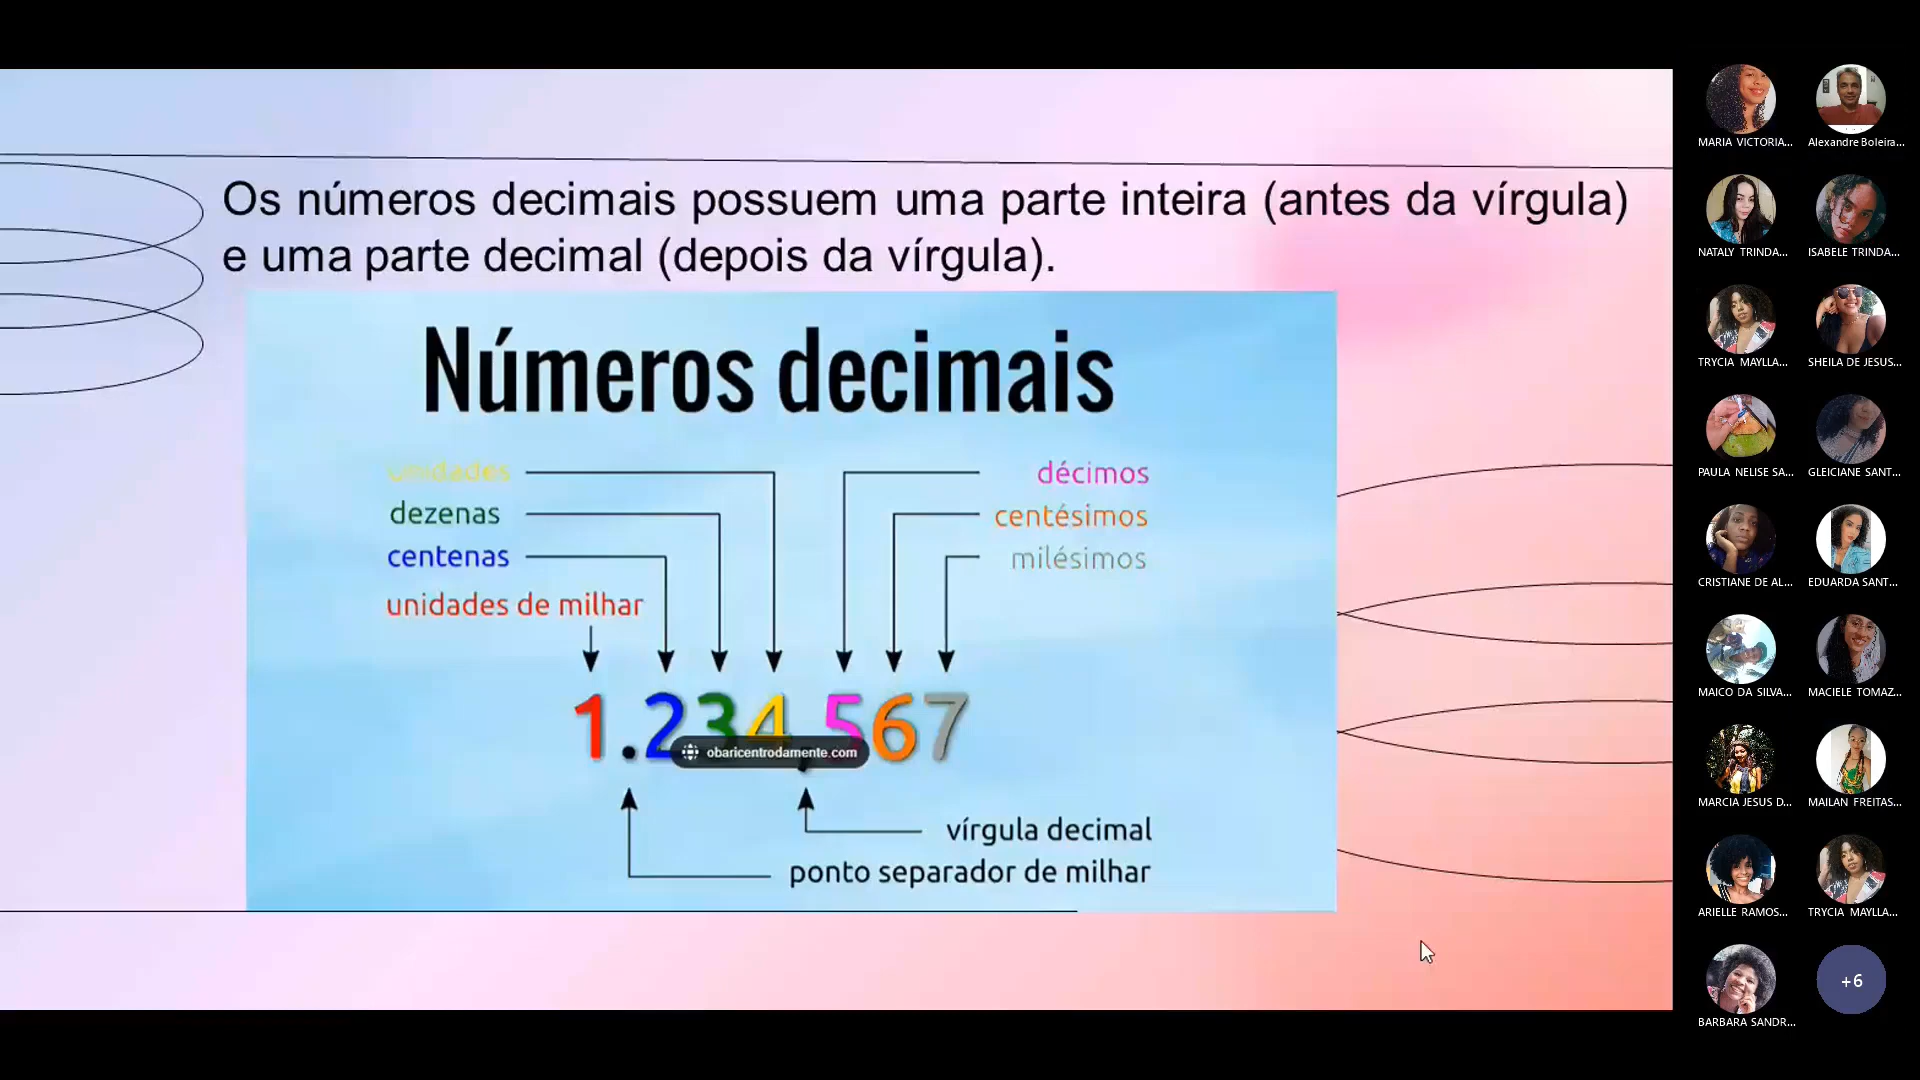 Os números decimais possuem uma parte inteira (antes da vírgula)
e uma parte decimal (depois da vírgula).
Números decimais
unidades
dezenas
centenas
unidades de milhar
décimos
centésimos
milésimos
1.234,567
obaricentrodamente.com
vírgula decimal
ponto separador de milhar
MARIA VICTORIA...
Alexandre Boleira...
NATALY TRINDA...
ISABELE TRINDA...
TRYCIA MAYLLA...
SHEILA DE JESUS...
PAULA NELISE SA...
GLEICIANE SANT...
CRISTIANE DE AL...
EDUARDA SANT...
MAICO DA SILVA...
MACIELE TOMAZ...
MARCIA JESUS D...
MAILAN FREITAS...
ARIELLE RAMOS...
TRYCIA MAYLLA...
BARBARA SANDR...
+6